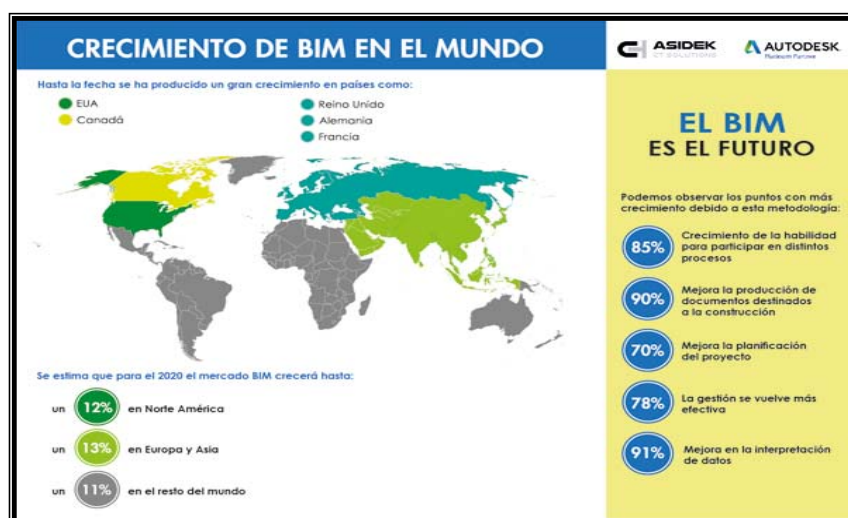 CRECIMIENTO DE BIM EN EL MUNDO
ASIDEK
CT SOLUTIONS
AUTODESK
Platinum Partner
Hasta la fecha se ha producido un gran crecimiento en países como:
EUA
Canadá
Reino Unido
Alemania
Francia
Se estima que para el 2020 el mercado BIM crecerá hasta:
un 12% en Norte América
un 13% en Europa y Asia
un 11% en el resto del mundo
EL BIM
ES EL FUTURO
Podemos observar los puntos con más
crecimiento debido a esta metodología:
85% Crecimiento de la habilidad
para participar en distintos
procesos
90% Mejora la producción de
documentos destinados
a la construcción
70% Mejora la planificación
del proyecto
78% La gestión se vuelve más
efectiva
91% Mejora en la interpretación
de datos